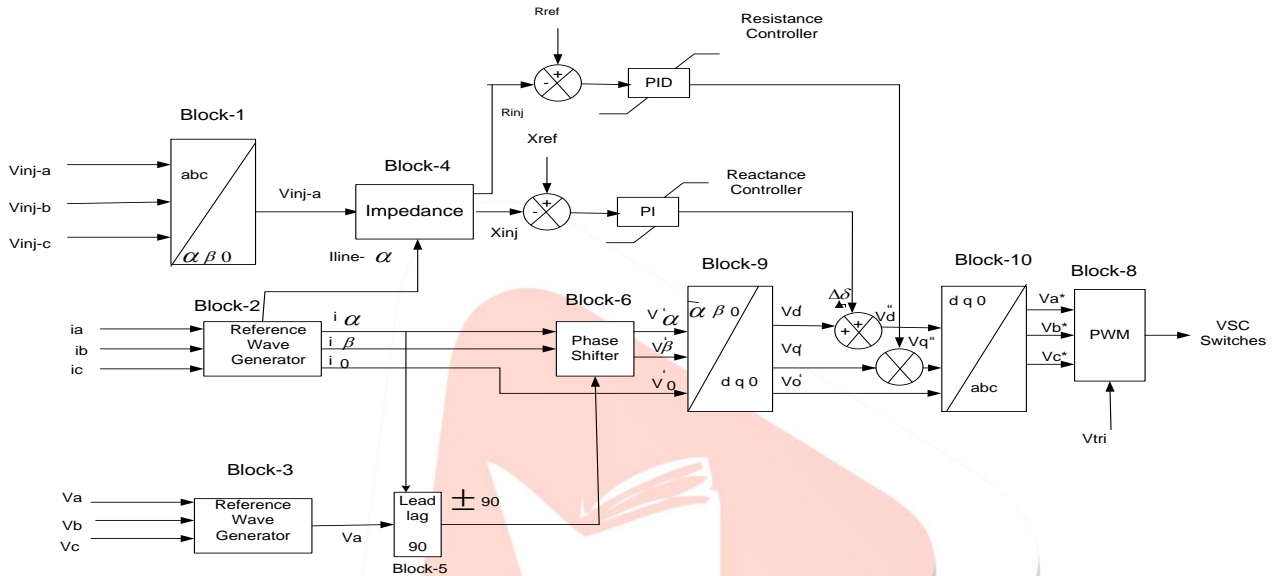 Rref
Resistance
Controller
+
-
PID
Block-1
Rinj
Xref
Block-4
Reactance
Controller
Vinj-a
abc
Vinj-a
Impedance
+
-
PI
Vinj-b
Xinj
Vinj-c
α β 0
Iline- α
Block-9
Block-10
Block-8
Block-2
Block-6
Δδ
ia
Reference
Wave
Generator
i α
Phase
Shifter
V'α
α β 0
Vd'
+
+
Vd"
d q 0
Va*
PWM
VSC
Switches
ib
i β
V'β
Vq'
Vq"
Vb*
ic
i 0
V'0
d q 0
Vo'
abc
Vc*
Vtri
Block-3
Va
Reference
Wave
Generator
Lead
lag
90
± 90
Vb
Va
Vc
Block-5